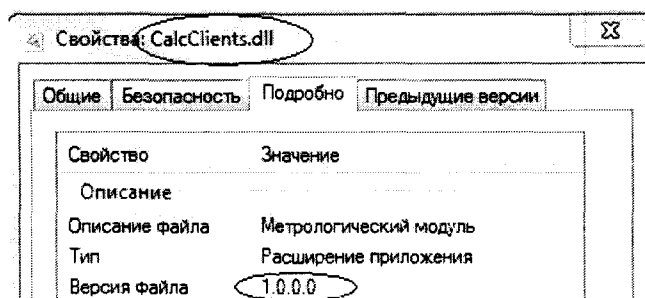 Свойства: CalcClients.dll
Общие Безопасность Подробно Предыдущие версии
Свойство Значение
Описание
Описание файла Метрологический модуль
Тип Расширение приложения
Версия файла 1.0.0.0